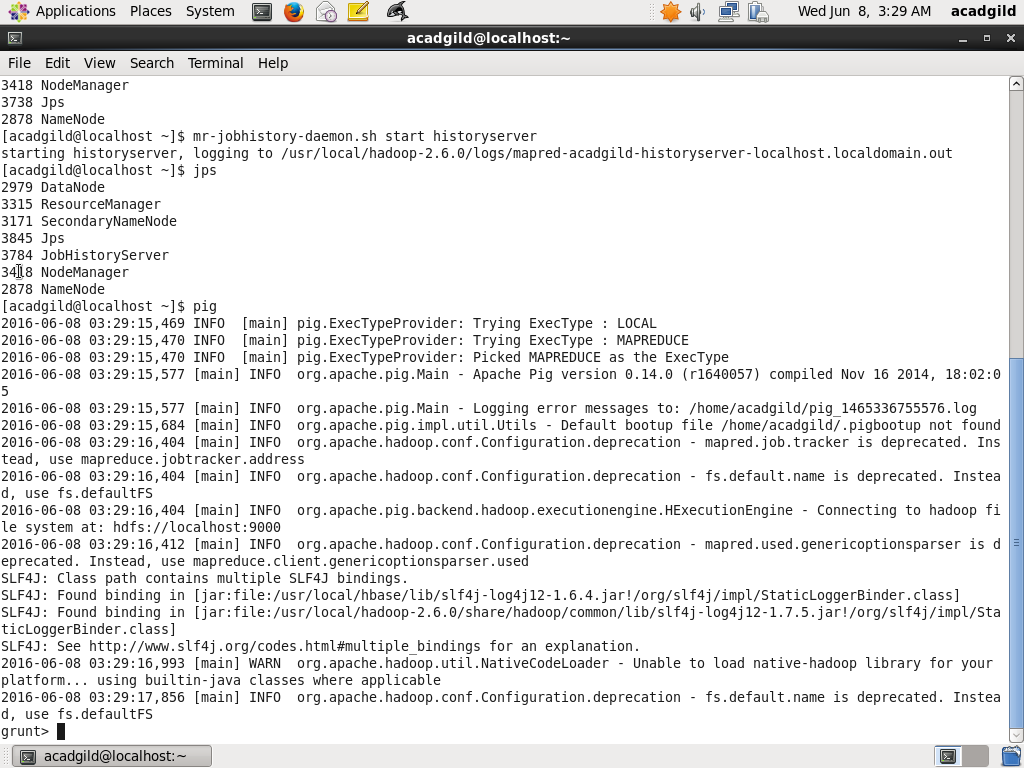 Applications Places System Wed Jun 8, 3:29 AM acadgild
acadgild@localhost:~
File Edit View Search Terminal Help
3418 NodeManager
3738 Jps
2878 NameNode
[acadgild@localhost ~]$ mr-jobhistory-daemon.sh start historyserver
starting historyserver, logging to /usr/local/hadoop-2.6.0/logs/mapred-acadgild-historyserver-localhost.localdomain.out
[acadgild@localhost ~]$ jps
2979 DataNode
3315 ResourceManager
3171 SecondaryNameNode
3845 Jps
3784 JobHistoryServer
3418 NodeManager
2878 NameNode
[acadgild@localhost ~]$ pig
2016-06-08 03:29:15,469 INFO  [main] pig.ExecTypeProvider: Trying ExecType : LOCAL
2016-06-08 03:29:15,470 INFO  [main] pig.ExecTypeProvider: Trying ExecType : MAPREDUCE
2016-06-08 03:29:15,470 INFO  [main] pig.ExecTypeProvider: Picked MAPREDUCE as the ExecType
2016-06-08 03:29:15,577 [main] INFO  org.apache.pig.Main - Apache Pig version 0.14.0 (r1640057) compiled Nov 16 2014, 18:02:0
5
2016-06-08 03:29:15,577 [main] INFO  org.apache.pig.Main - Logging error messages to: /home/acadgild/pig_1465336755576.log
2016-06-08 03:29:15,684 [main] INFO  org.apache.pig.impl.util.Utils - Default bootup file /home/acadgild/.pigbootup not found
2016-06-08 03:29:16,404 [main] INFO  org.apache.hadoop.conf.Configuration.deprecation - mapred.job.tracker is deprecated. Ins
tead, use mapreduce.jobtracker.address
2016-06-08 03:29:16,404 [main] INFO  org.apache.hadoop.conf.Configuration.deprecation - fs.default.name is deprecated. Instea
d, use fs.defaultFS
2016-06-08 03:29:16,404 [main] INFO  org.apache.pig.backend.hadoop.executionengine.HExecutionEngine - Connecting to hadoop fi
le system at: hdfs://localhost:9000
2016-06-08 03:29:16,412 [main] INFO  org.apache.hadoop.conf.Configuration.deprecation - mapred.used.genericoptionsparser is d
eprecated. Instead, use mapreduce.client.genericoptionsparser.used
SLF4J: Class path contains multiple SLF4J bindings.
SLF4J: Found binding in [jar:file:/usr/local/hbase/lib/slf4j-log4j12-1.6.4.jar!/org/slf4j/impl/StaticLoggerBinder.class]
SLF4J: Found binding in [jar:file:/usr/local/hadoop-2.6.0/share/hadoop/common/lib/slf4j-log4j12-1.7.5.jar!/org/slf4j/impl/Sta
ticLoggerBinder.class]
SLF4J: See http://www.slf4j.org/codes.html#multiple_bindings for an explanation.
2016-06-08 03:29:16,993 [main] WARN  org.apache.hadoop.util.NativeCodeLoader - Unable to load native-hadoop library for your
platform... using builtin-java classes where applicable
2016-06-08 03:29:17,856 [main] INFO  org.apache.hadoop.conf.Configuration.deprecation - fs.default.name is deprecated. Instea
d, use fs.defaultFS
grunt>
acadgild@localhost:~